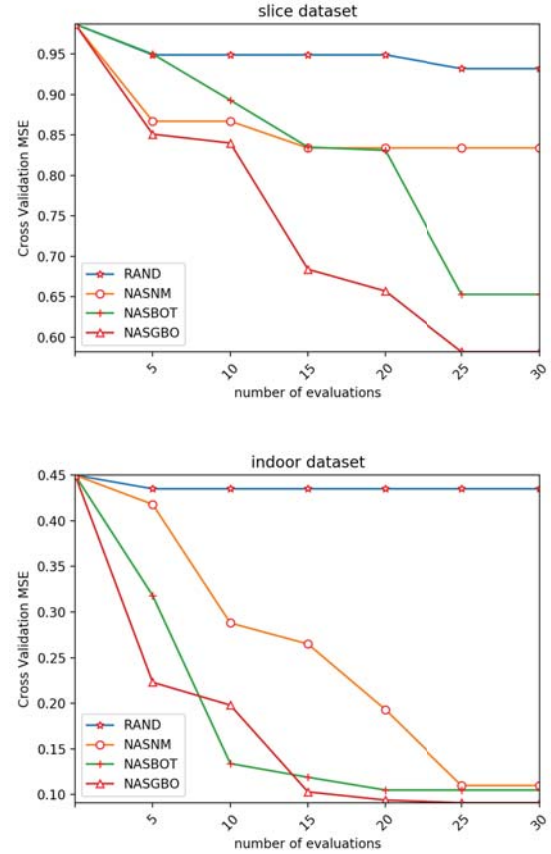 slice dataset
Cross Validation MSE
0.95
0.90
0.85
0.80
0.75
0.70
0.65
0.60
RAND
NASNM
NASBOT
NASGBO
5 10 15 20 25 30
number of evaluations
indoor dataset
Cross Validation MSE
0.45
0.40
0.35
0.30
0.25
0.20
0.15
0.10
RAND
NASNM
NASBOT
NASGBO
5 10 15 20 25 30
number of evaluations